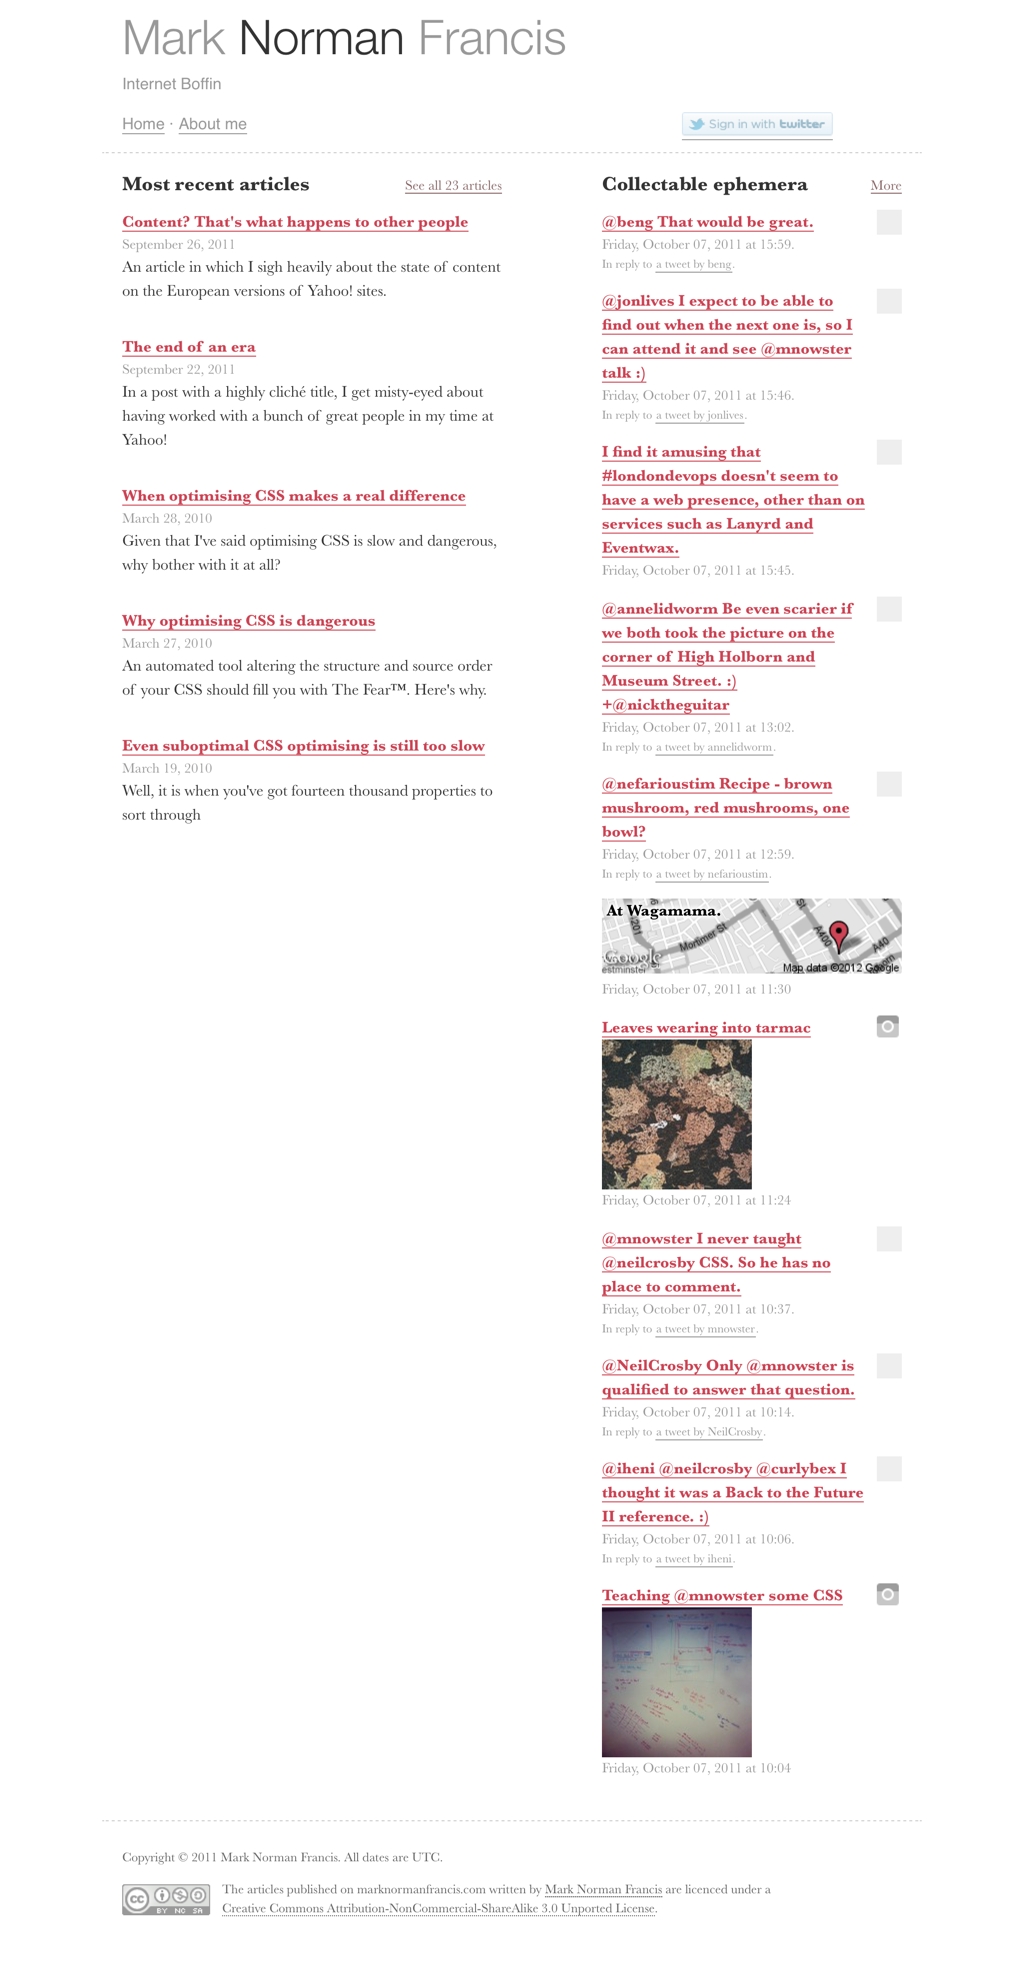 Mark Norman Francis
Internet Boffin
Home · About me
Sign in with twitter
Most recent articles
See all 23 articles
Content? That's what happens to other people
September 26, 2011
An article in which I sigh heavily about the state of content
on the European versions of Yahoo! sites.
The end of an era
September 22, 2011
In a post with a highly cliché title, I get misty-eyed about
having worked with a bunch of great people in my time at
Yahoo!
When optimising CSS makes a real difference
March 28, 2010
Given that I've said optimising CSS is slow and dangerous,
why bother with it at all?
Why optimising CSS is dangerous
March 27, 2010
An automated tool altering the structure and source order
of your CSS should fill you with The Fear™. Here's why.
Even suboptimal CSS optimising is still too slow
March 19, 2010
Well, it is when you've got fourteen thousand properties to
sort through
Collectable ephemera
More
@beng That would be great.
Friday, October 07, 2011 at 15:59.
In reply to a tweet by beng.
@jonlives I expect to be able to
find out when the next one is, so I
can attend it and see @mnowster
talk :)
Friday, October 07, 2011 at 15:46.
In reply to a tweet by jonlives.
I find it amusing that
#londondevops doesn't seem to
have a web presence, other than on
services such as Lanyrd and
Eventwax.
Friday, October 07, 2011 at 15:45.
@annelidworm Be even scarier if
we both took the picture on the
corner of High Holborn and
Museum Street. :)
+@nicktheguitar
Friday, October 07, 2011 at 13:02.
In reply to a tweet by annelidworm.
@nefarioustim Recipe - brown
mushroom, red mushrooms, one
bowl?
Friday, October 07, 2011 at 12:59.
In reply to a tweet by nefarioustim.
At Wagamama.
St
A400
201
Mortimer St
A40
Google
estminster
Map data ©2012 Google
Friday, October 07, 2011 at 11:30
Leaves wearing into tarmac
Friday, October 07, 2011 at 11:24
@mnowster I never taught
@neilcrosby CSS. So he has no
place to comment.
Friday, October 07, 2011 at 10:37.
In reply to a tweet by mnowster.
@NeilCrosby Only @mnowster is
qualified to answer that question.
Friday, October 07, 2011 at 10:14.
In reply to a tweet by NeilCrosby.
@iheni @neilcrosby @curlybex I
thought it was a Back to the Future
II reference. :)
Friday, October 07, 2011 at 10:06.
In reply to a tweet by iheni.
Teaching @mnowster some CSS
Friday, October 07, 2011 at 10:04
Copyright © 2011 Mark Norman Francis. All dates are UTC.
cc BY NC SA
The articles published on marknormanfrancis.com written by Mark Norman Francis are licenced under a
Creative Commons Attribution-NonCommercial-ShareAlike 3.0 Unported License.